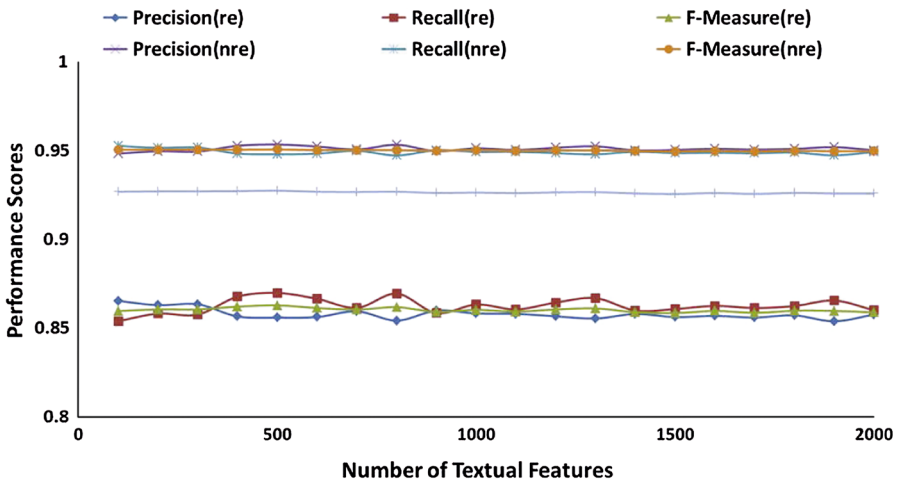 Precision(re) Recall(re) F-Measure(re)
Precision(nre) Recall(nre) F-Measure(nre)
1
0.95
0.9
0.85
0.8
Performance Scores
0 500 1000 1500 2000
Number of Textual Features